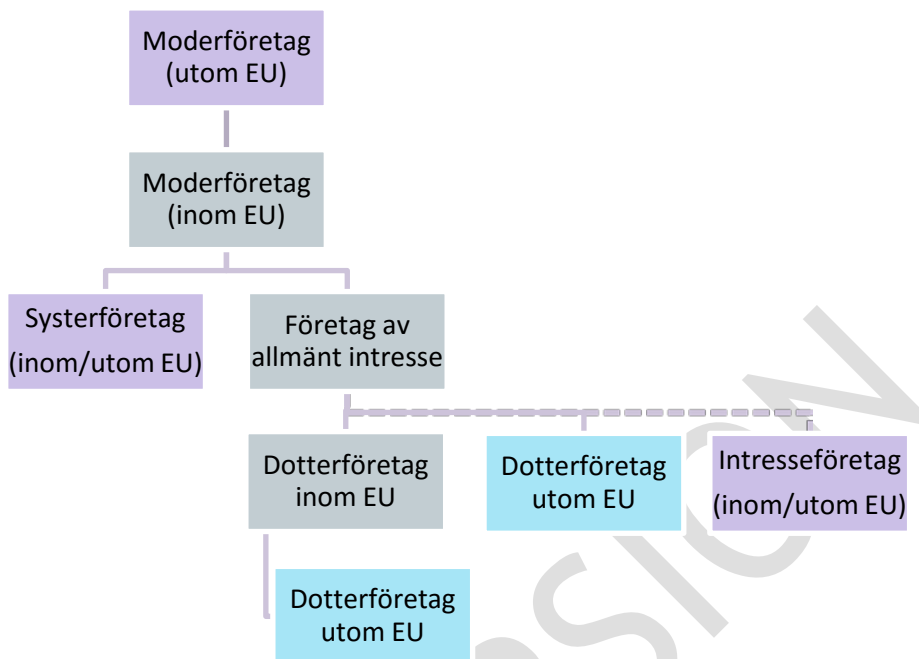 Moderföretag
(utom EU)
Moderföretag
(inom EU)
Systerföretag
(inom/utom EU)
Företag av
allmänt intresse
Dotterföretag
inom EU
Dotterföretag
utom EU
Intresseföretag
(inom/utom EU)
Dotterföretag
utom EU